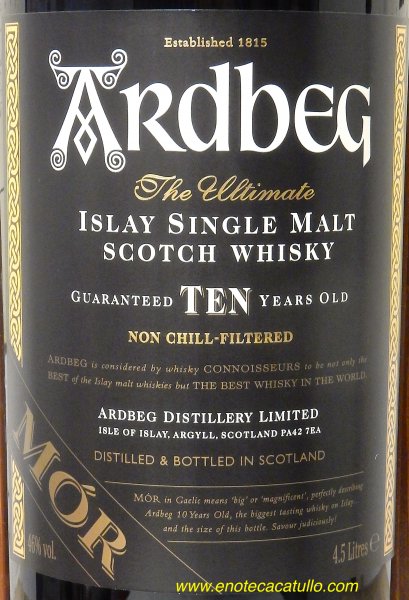 Established 1815
ARDBEG
The Ultimate
ISLAY SINGLE MALT
SCOTCH WHISKY
GUARANTEED TEN YEARS OLD
NON CHILL-FILTERED
ARDBEG is considered by whisky CONNOISSEURS to be not only the
BEST of the Islay malt whiskies but THE BEST WHISKY IN THE WORLD.
ARDBEG DISTILLERY LIMITED
ISLE OF ISLAY, ARGYLL, SCOTLAND PA42 7EA
DISTILLED & BOTTLED IN SCOTLAND
MÓR
MÓR in Gaelic means 'big' or 'magnificent', perfectly describing
Ardbeg 10 Years Old, the biggest tasting whisky on Islay
and the size of this bottle. Savour judiciously!
46% vol.
4.5 Litres ℮
www.enotecacatullo.com